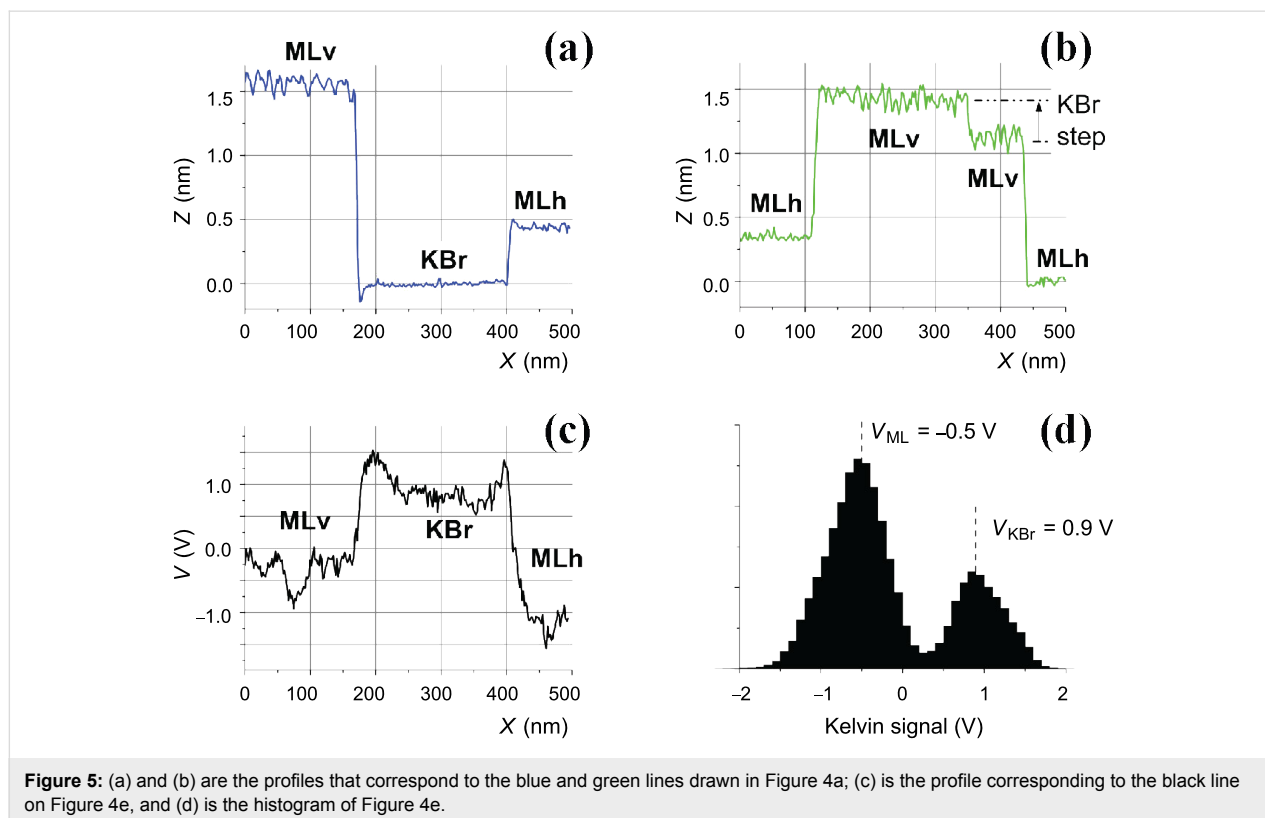 (a)
MLv
1.5
1.0
0.5
0.0
Z (nm)
KBr
MLh
0 100 200 300 400 500
X (nm)
(b)
1.5
1.0
0.5
0.0
Z (nm)
MLh
MLv
MLv
KBr
step
MLh
0 100 200 300 400 500
X (nm)
(c)
1.0
0.0
−1.0
V (V)
MLv
KBr
MLh
0 100 200 300 400 500
X (nm)
(d)
VML = −0.5 V
VKBr = 0.9 V
−2 −1 0 1 2
Kelvin signal (V)
Figure 5: (a) and (b) are the profiles that correspond to the blue and green lines drawn in Figure 4a; (c) is the profile corresponding to the black line
on Figure 4e, and (d) is the histogram of Figure 4e.